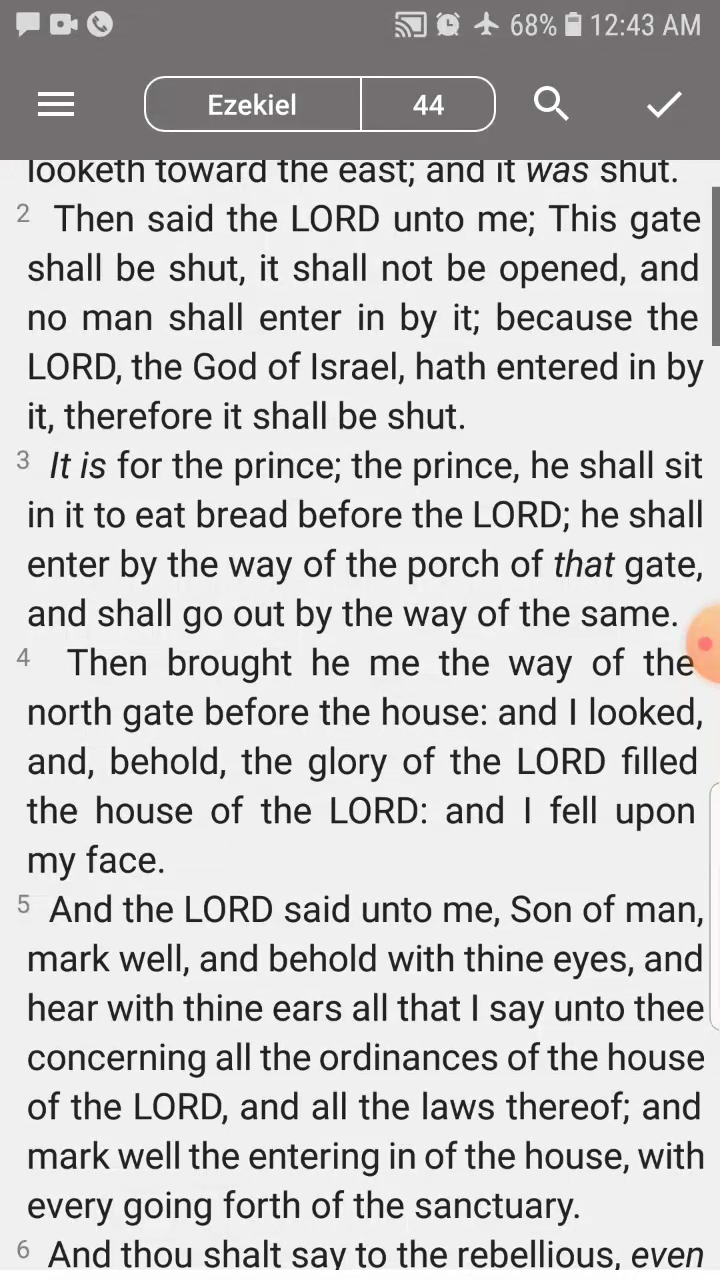 68% 12:43 AM
Ezekiel 44
looketh toward the east; and it was shut.
2 Then said the LORD unto me; This gate
shall be shut, it shall not be opened, and
no man shall enter in by it; because the
LORD, the God of Israel, hath entered in by
it, therefore it shall be shut.
3 It is for the prince; the prince, he shall sit
in it to eat bread before the LORD; he shall
enter by the way of the porch of that gate,
and shall go out by the way of the same.
4 Then brought he me the way of the
north gate before the house: and I looked,
and, behold, the glory of the LORD filled
the house of the LORD: and I fell upon
my face.
5 And the LORD said unto me, Son of man,
mark well, and behold with thine eyes, and
hear with thine ears all that I say unto thee
concerning all the ordinances of the house
of the LORD, and all the laws thereof; and
mark well the entering in of the house, with
every going forth of the sanctuary.
6 And thou shalt say to the rebellious, even